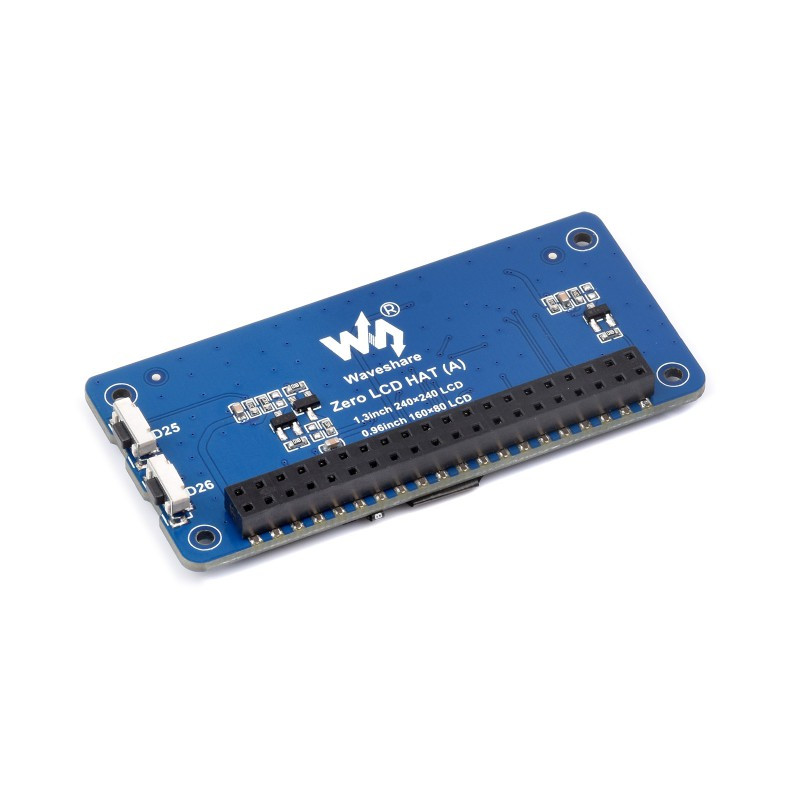 ®
Waveshare
Zero LCD HAT (A)
1.3inch 240×240 LCD
0.96inch 160×80 LCD
D25
D26